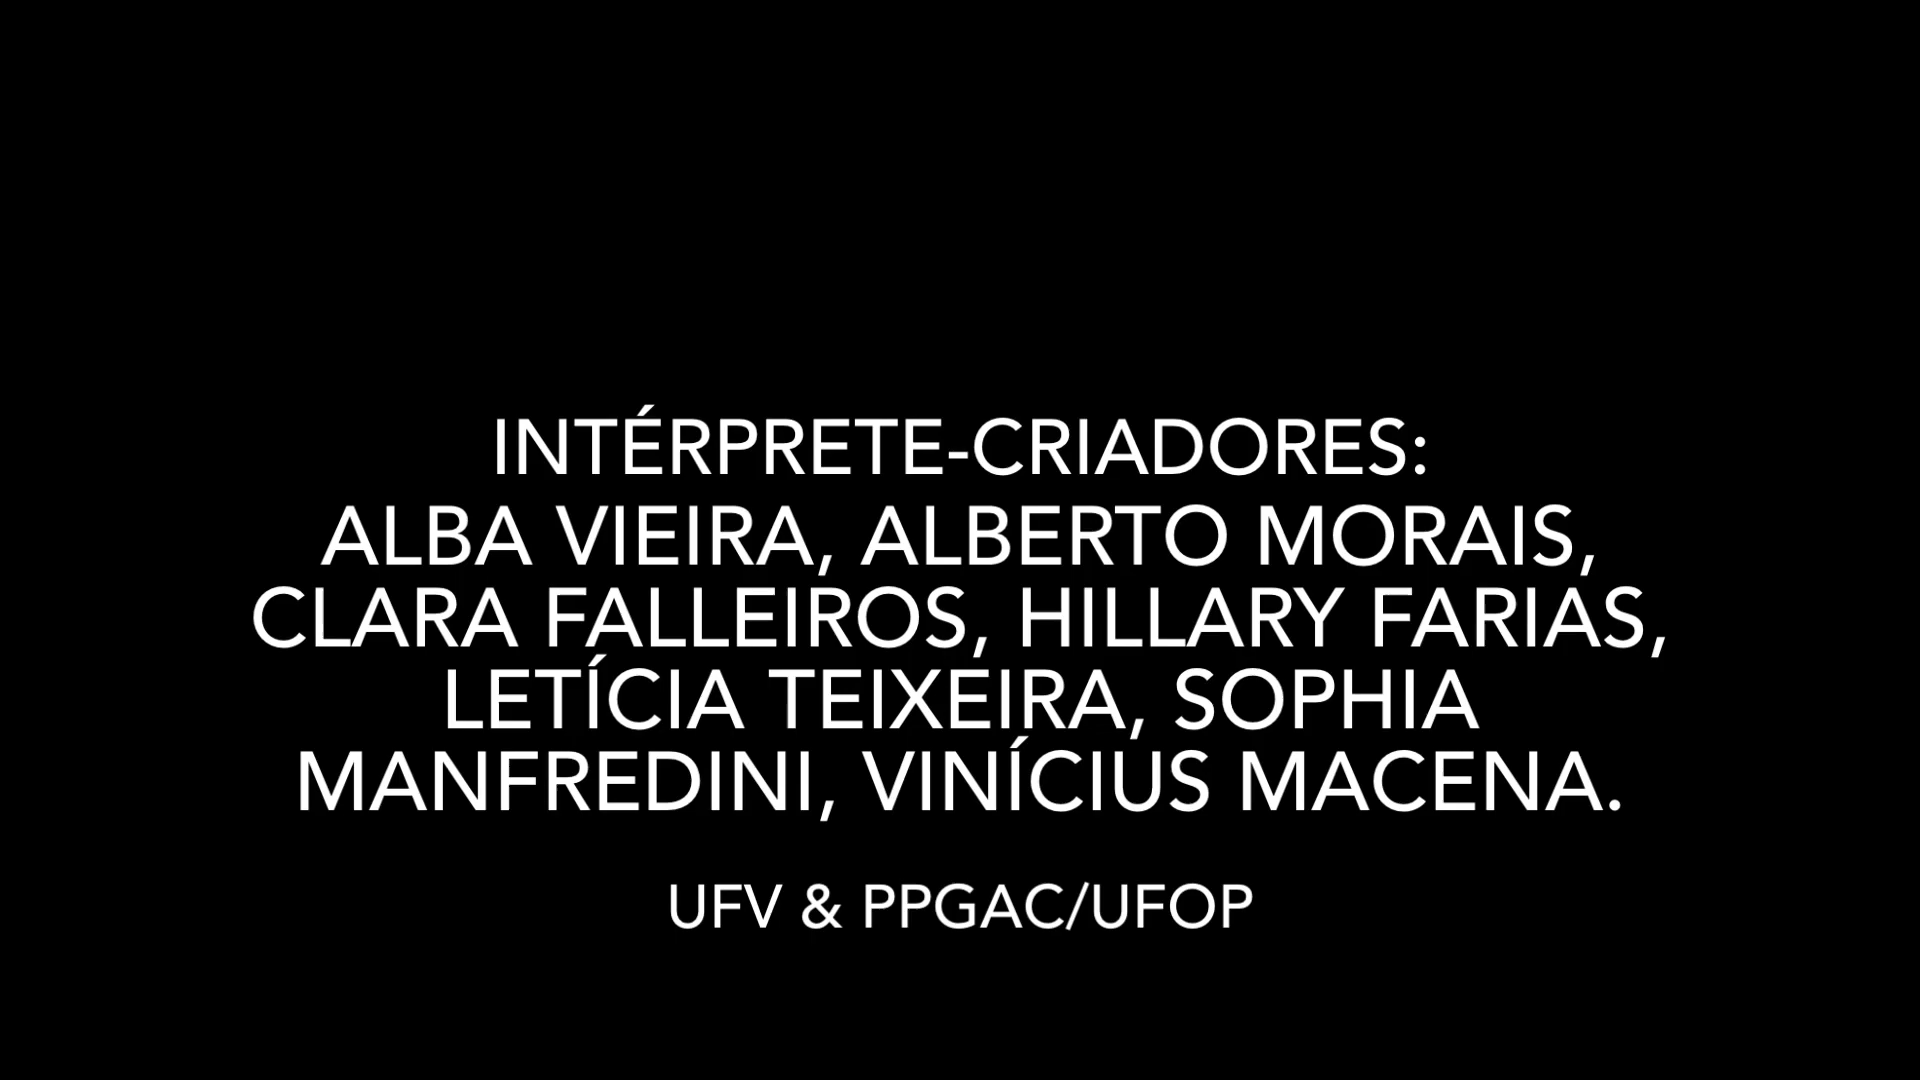 INTÉRPRETE-CRIADORES:
ALBA VIEIRA, ALBERTO MORAIS,
CLARA FALLEIROS, HILLARY FARIAS,
LETÍCIA TEIXEIRA, SOPHIA
MANFREDINI, VINÍCIUS MACENA.
UFV & PPGAC/UFOP